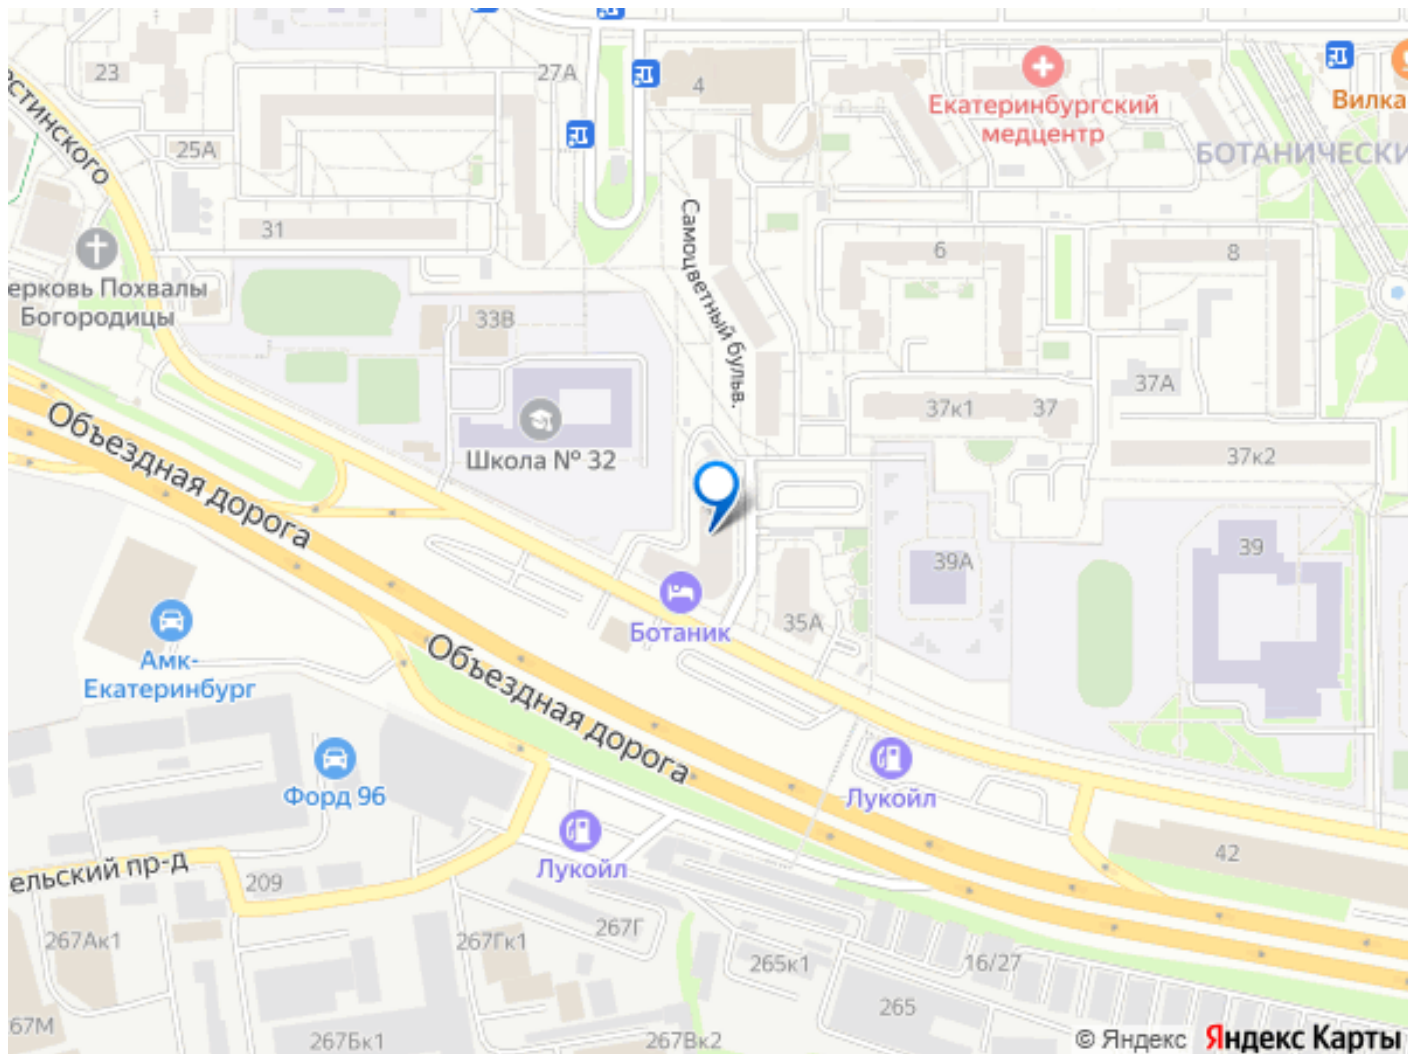 23
27А
4
Екатеринбургский
медцентр
Вилка
БОТАНИЧЕСКИ
стинского
25А
31
Самоцветный бульв.
6
8
ерковь Похвалы
Богородицы
33В
37А
37к1
37
37к2
Школа № 32
Объездная дорога
39А
39
35А
Ботаник
Амк-
Екатеринбург
Объездная дорога
Форд 96
Лукойл
Лукойл
ельский пр-д
209
42
267Ак1
267Гк1
267Г
265к1
16/27
265
67М
267Бк1
267Вк2
© Яндекс Яндекс Карты